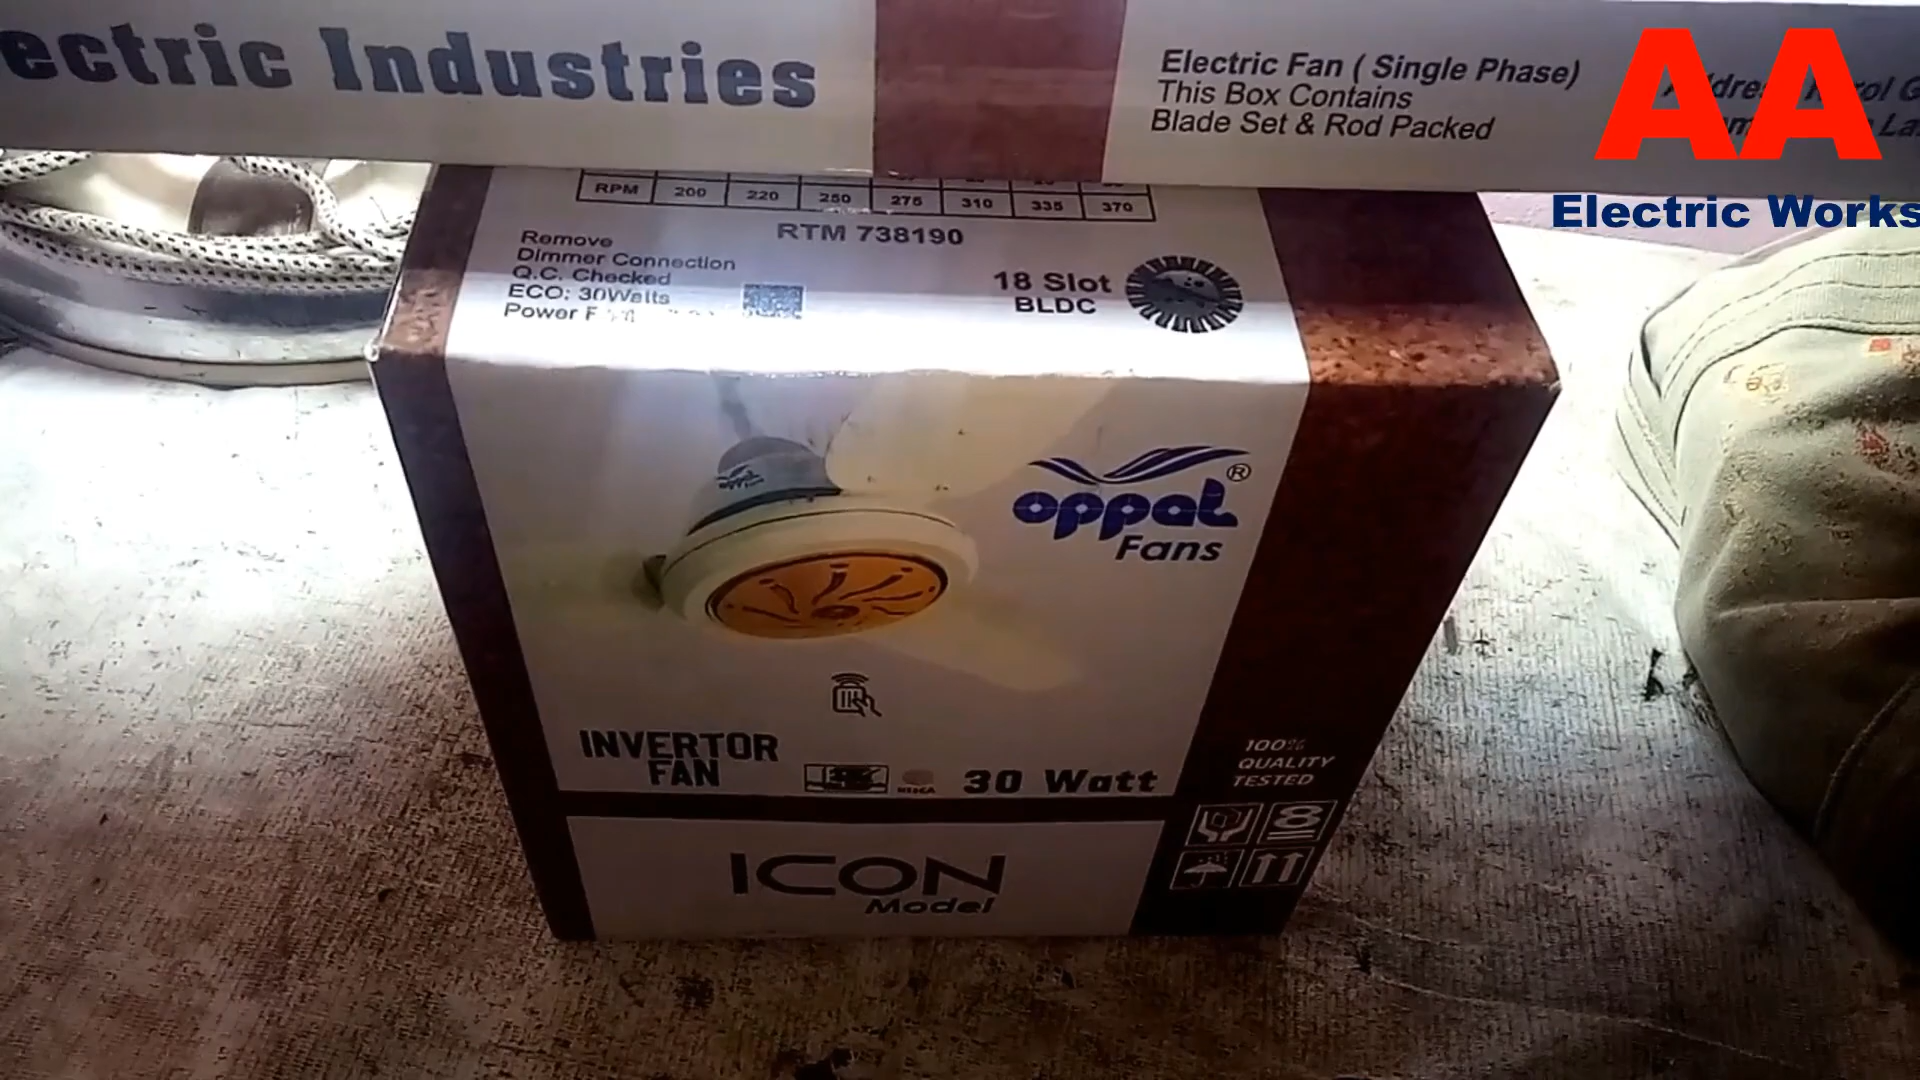 ectric Industries
Electric Fan ( Single Phase)
This Box Contains
Blade Set & Rod Packed
AA
Electric Works
RPM 200 220 250 275 310 335 370
RTM 738190
Remove
Dimmer Connection
Q.C. Checked
ECO: 30Watts
Power F
18 Slot
BLDC
oppal®
Fans
INVERTOR
FAN
30 Watt
100%
QUALITY
TESTED
8
ICON
Model